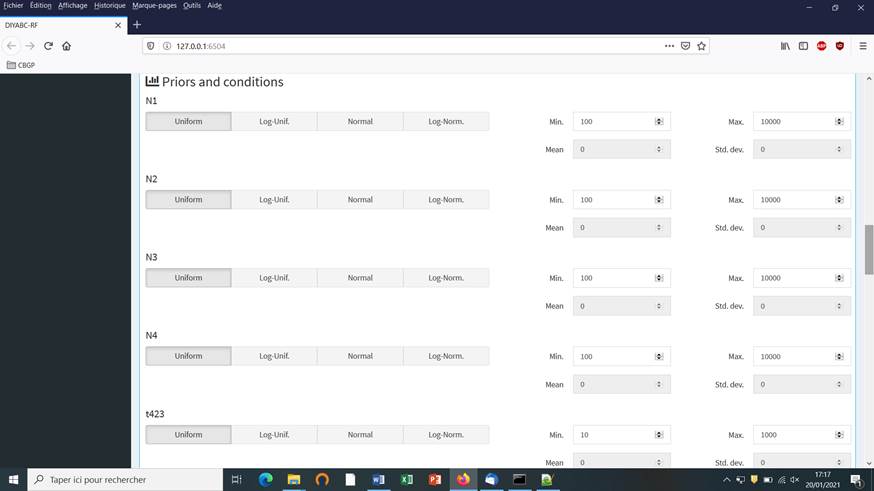 Fichier Édition Affichage Historique Marque-pages Outils Aide
DIYABC-RF
127.0.0.1:6504
CBGP
Priors and conditions
N1
Uniform Log-Unif. Normal Log-Norm. Min. 100 Max. 10000
Mean 0 Std. dev. 0
N2
Uniform Log-Unif. Normal Log-Norm. Min. 100 Max. 10000
Mean 0 Std. dev. 0
N3
Uniform Log-Unif. Normal Log-Norm. Min. 100 Max. 10000
Mean 0 Std. dev. 0
N4
Uniform Log-Unif. Normal Log-Norm. Min. 100 Max. 10000
Mean 0 Std. dev. 0
t423
Uniform Log-Unif. Normal Log-Norm. Min. 10 Max. 1000
Mean 0 Std. dev. 0
Taper ici pour rechercher
17:17
20/01/2021